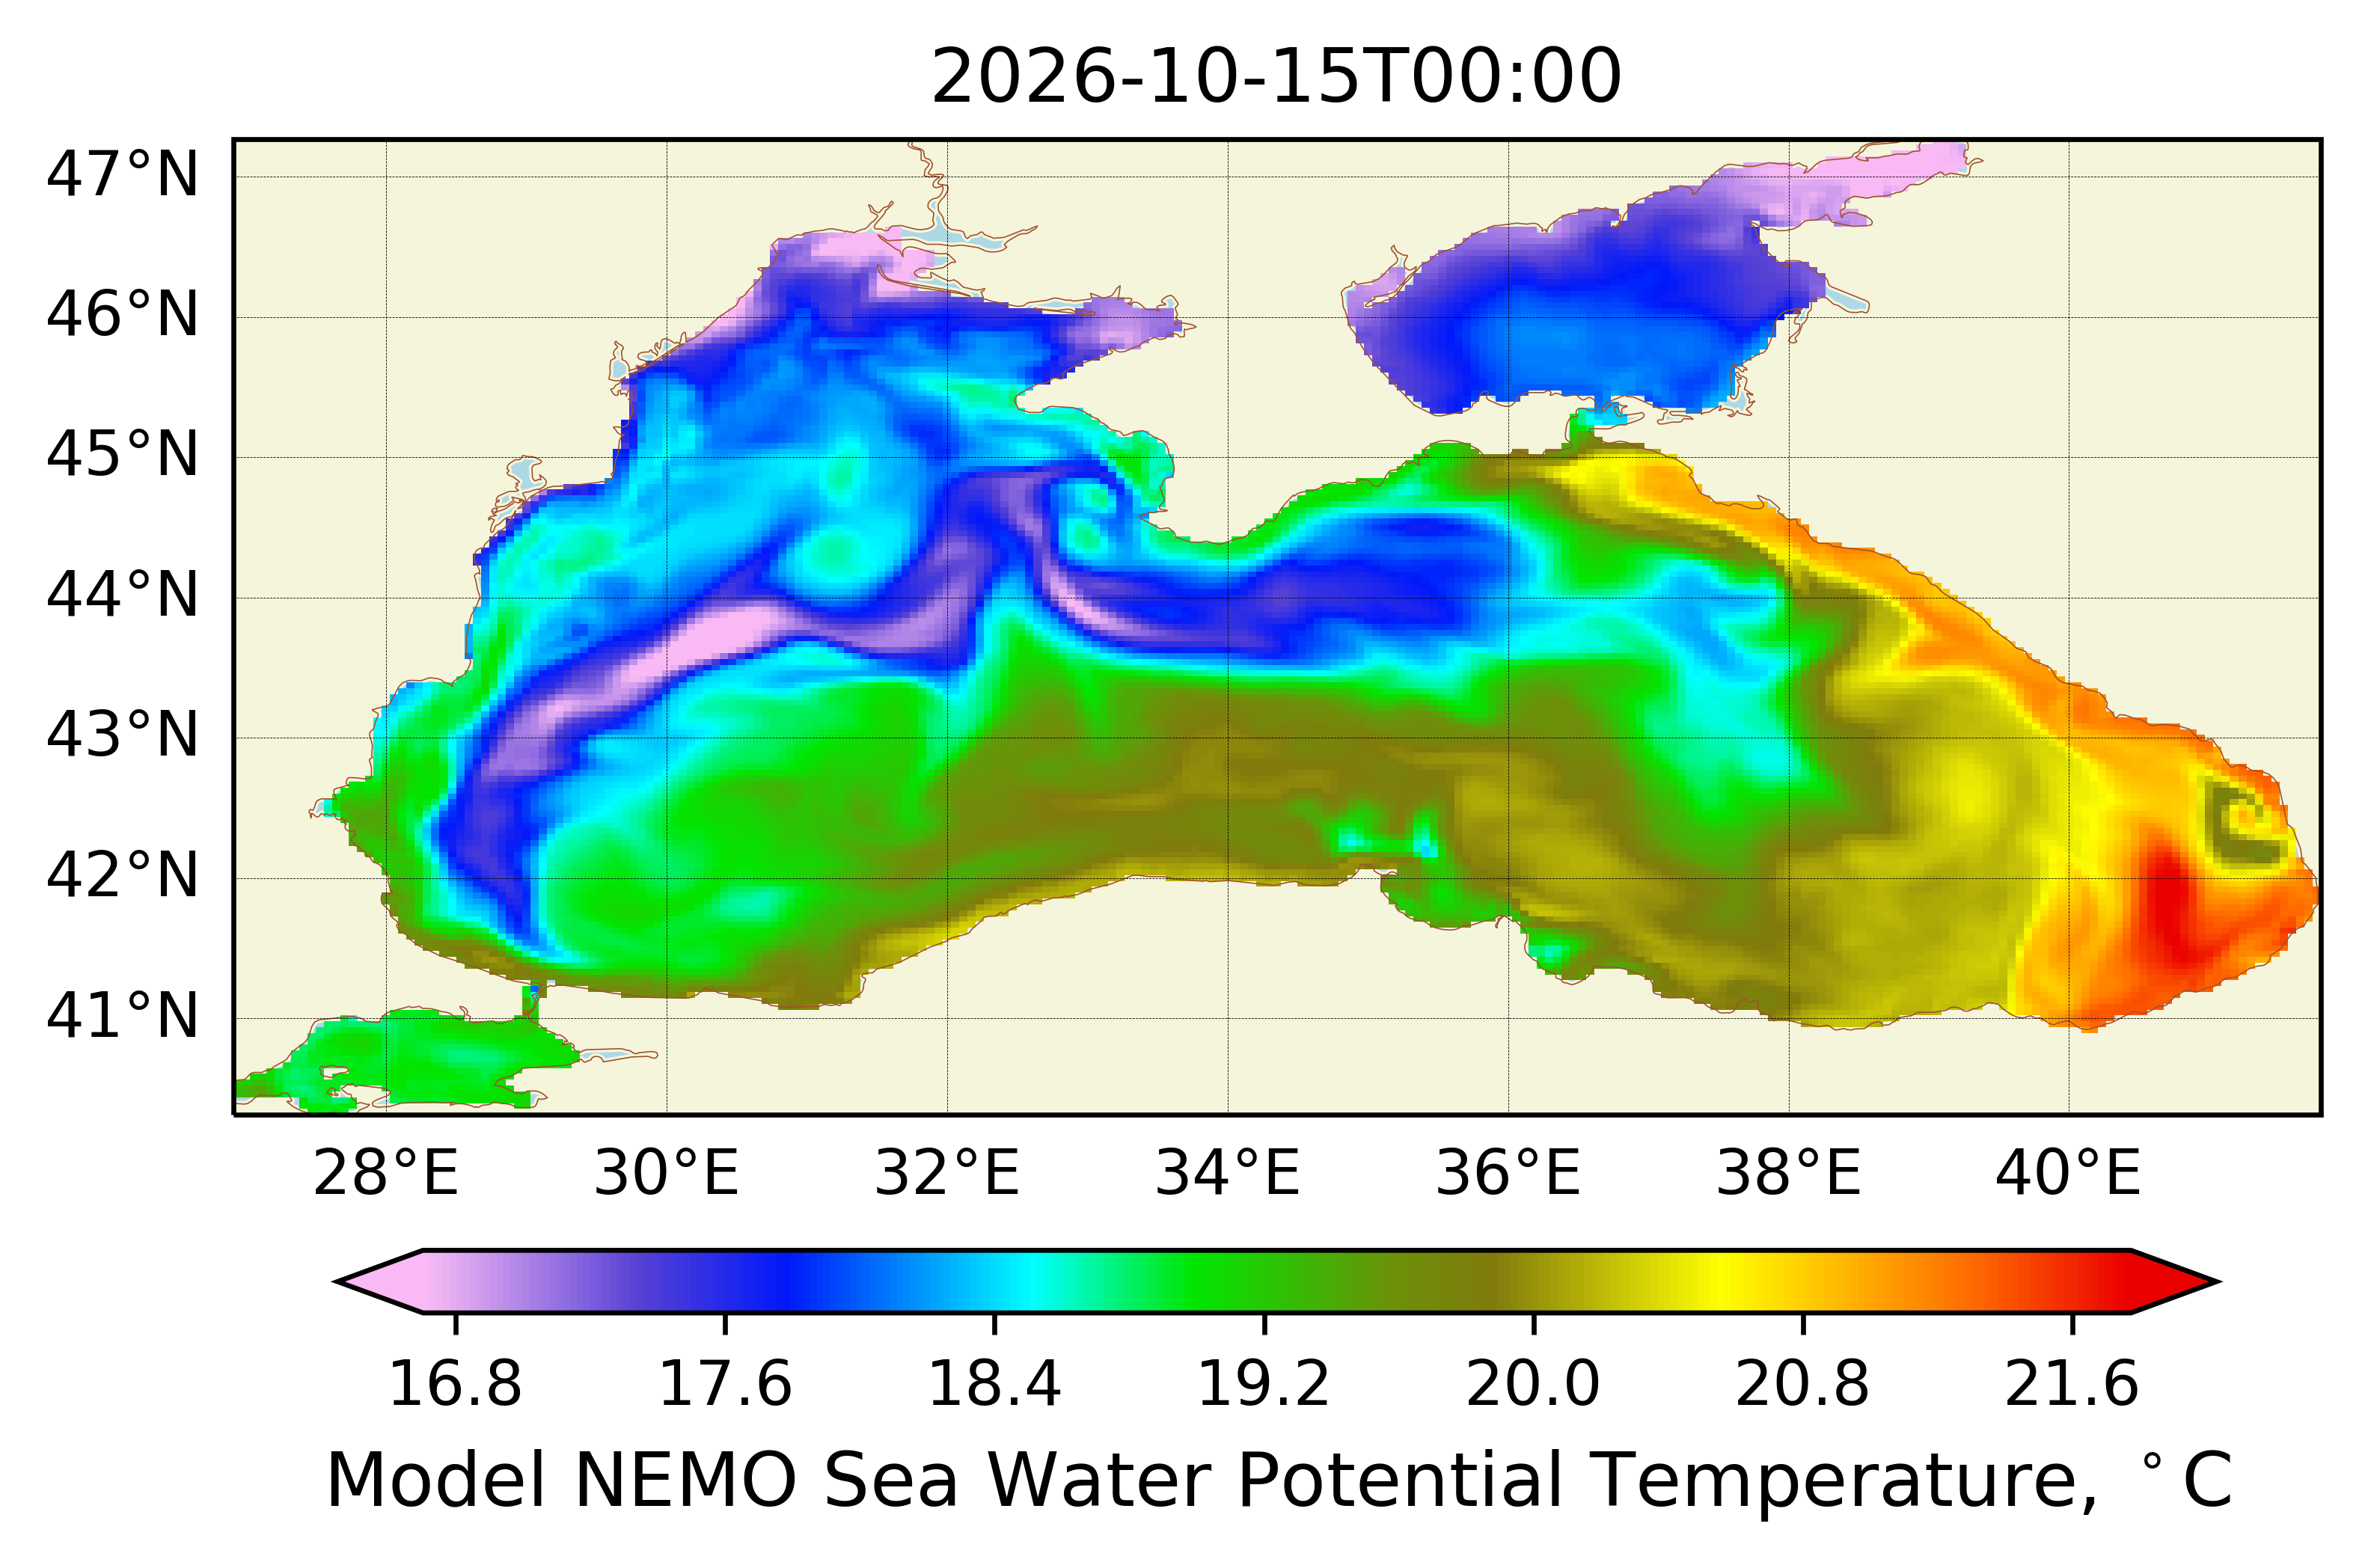 2026-10-15T00:00
47°N
46°N
45°N
44°N
43°N
42°N
41°N
28°E 30°E 32°E 34°E 36°E 38°E 40°E
16.8 17.6 18.4 19.2 20.0 20.8 21.6
Model NEMO Sea Water Potential Temperature, °C